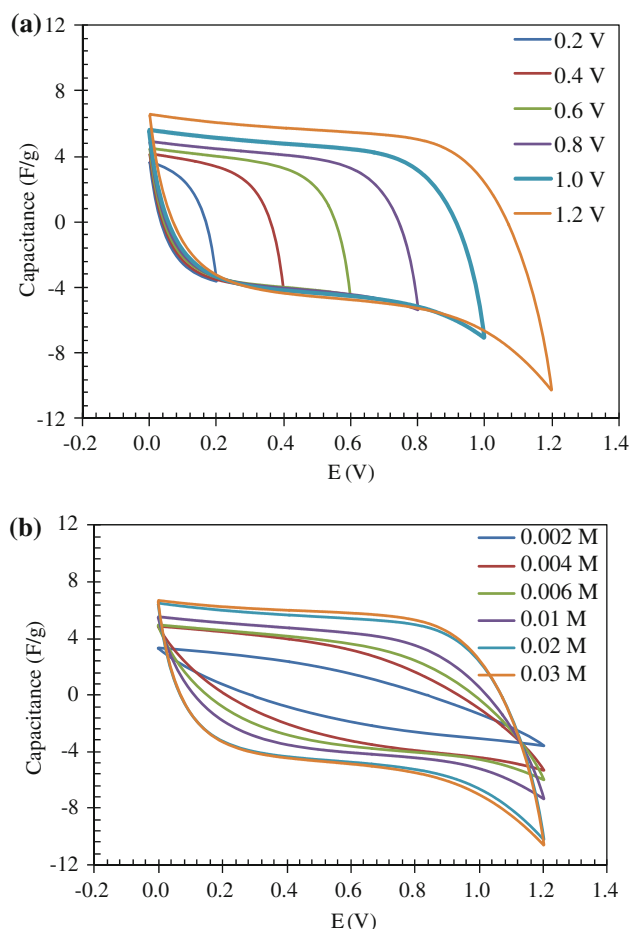 (a)
12
8
4
0
-4
-8
-12
Capacitance (F/g)
-0.2 0.0 0.2 0.4 0.6 0.8 1.0 1.2 1.4
E (V)
0.2 V
0.4 V
0.6 V
0.8 V
1.0 V
1.2 V
(b)
12
8
4
0
-4
-8
-12
Capacitance (F/g)
-0.2 0.0 0.2 0.4 0.6 0.8 1.0 1.2 1.4
E (V)
0.002 M
0.004 M
0.006 M
0.01 M
0.02 M
0.03 M